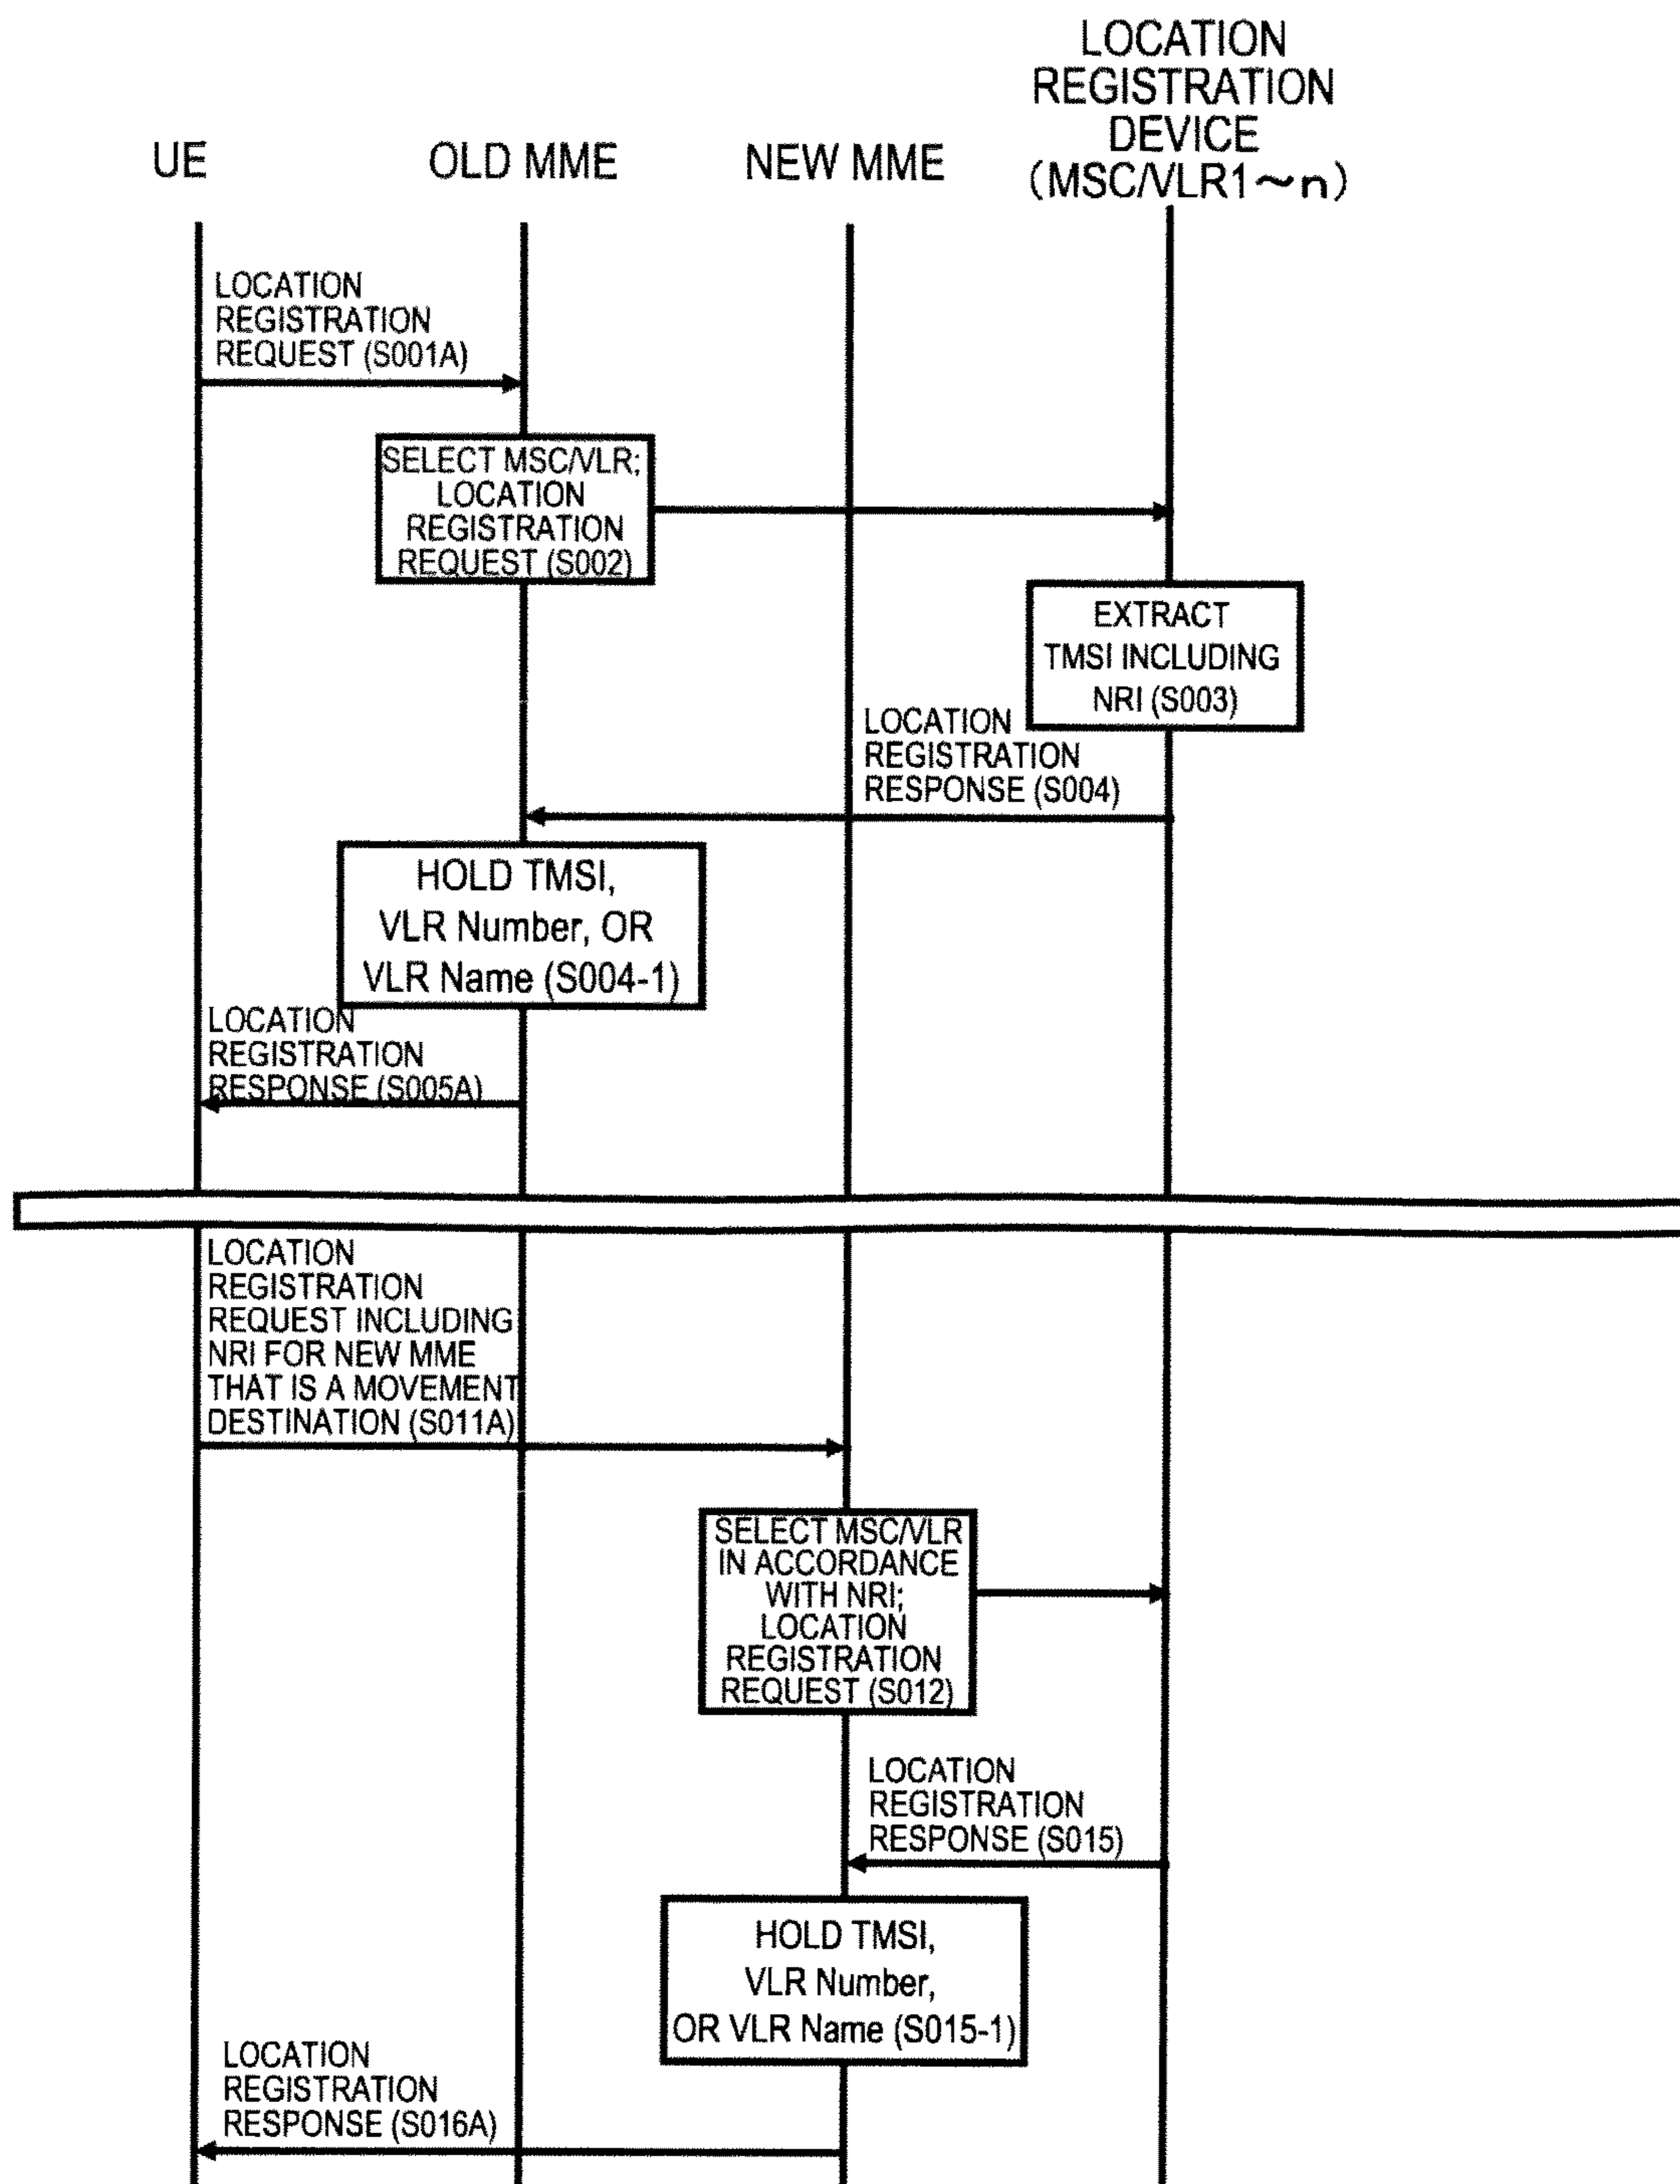 UE
OLD MME
NEW MME
LOCATION
REGISTRATION
DEVICE
(MSC/VLR1~n)
LOCATION
REGISTRATION
REQUEST (S001A)
SELECT MSC/VLR;
LOCATION
REGISTRATION
REQUEST (S002)
EXTRACT
TMSI INCLUDING
NRI (S003)
LOCATION
REGISTRATION
RESPONSE (S004)
HOLD TMSI,
VLR Number, OR
VLR Name (S004-1)
LOCATION
REGISTRATION
RESPONSE (S005A)
LOCATION
REGISTRATION
REQUEST INCLUDING
NRI FOR NEW MME
THAT IS A MOVEMENT
DESTINATION (S011A)
SELECT MSC/VLR
IN ACCORDANCE
WITH NRI;
LOCATION
REGISTRATION
REQUEST (S012)
LOCATION
REGISTRATION
RESPONSE (S015)
HOLD TMSI,
VLR Number,
OR VLR Name (S015-1)
LOCATION
REGISTRATION
RESPONSE (S016A)